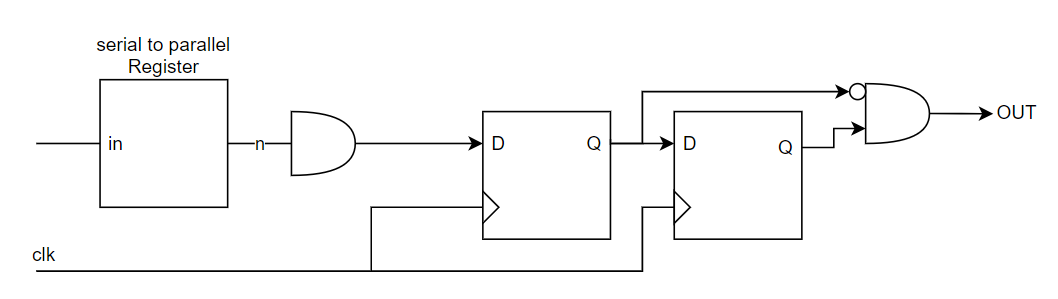 serial to parallel
Register
in
n
D
Q
D
Q
OUT
clk